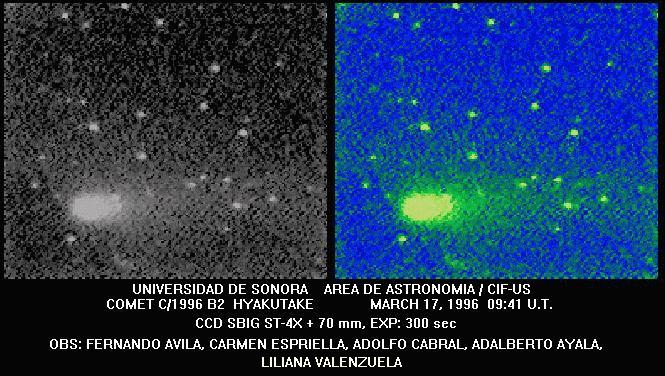 UNIVERSIDAD DE SONORA AREA DE ASTRONOMIA / CIF-US
COMET C/1996 B2 HYAKUTAKE MARCH 17, 1996 09:41 U.T.
CCD SBIG ST-4X + 70 mm, EXP: 300 sec
OBS: FERNANDO AVILA, CARMEN ESPRIELLA, ADOLFO CABRAL, ADALBERTO AYALA,
LILIANA VALENZUELA